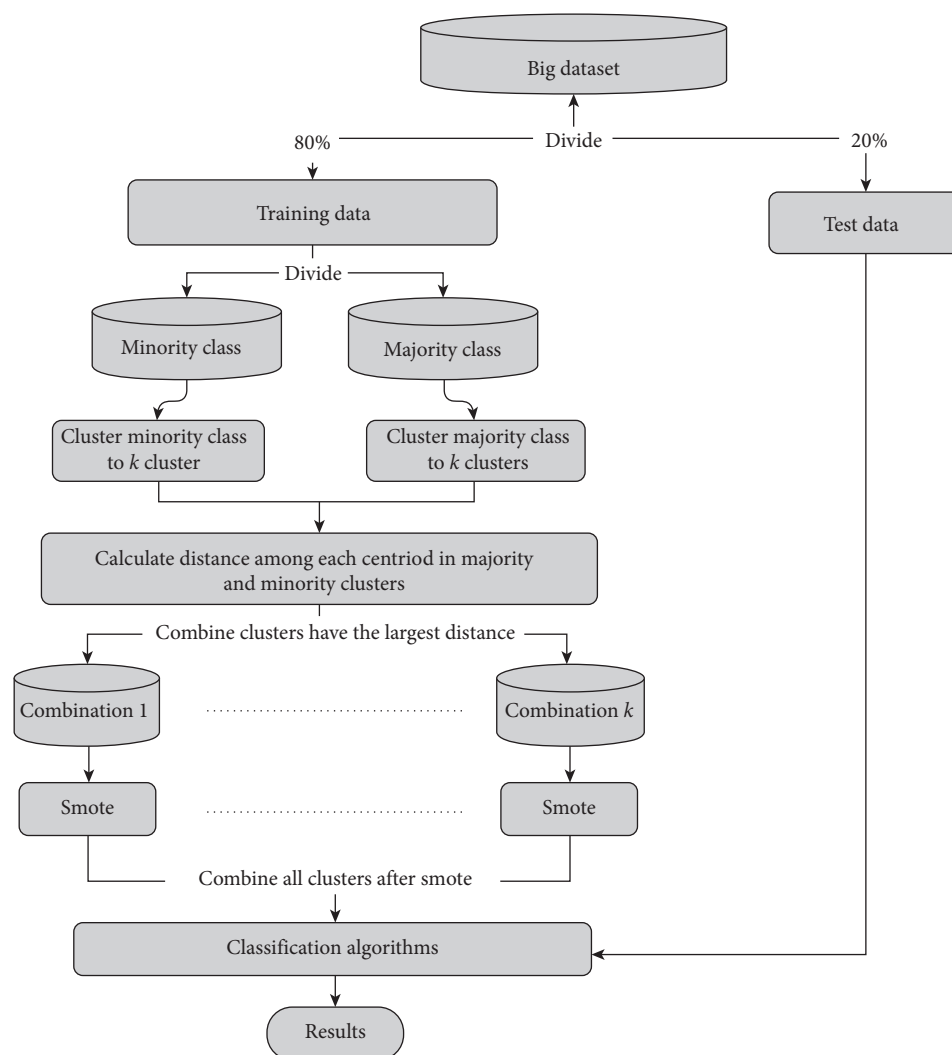 Big dataset
Divide
80%
20%
Training data
Test data
Divide
Minority class
Majority class
Cluster minority class
to k cluster
Cluster majority class
to k clusters
Calculate distance among each centriod in majority
and minority clusters
Combine clusters have the largest distance
Combination 1
Combination k
Smote
Smote
Combine all clusters after smote
Classification algorithms
Results